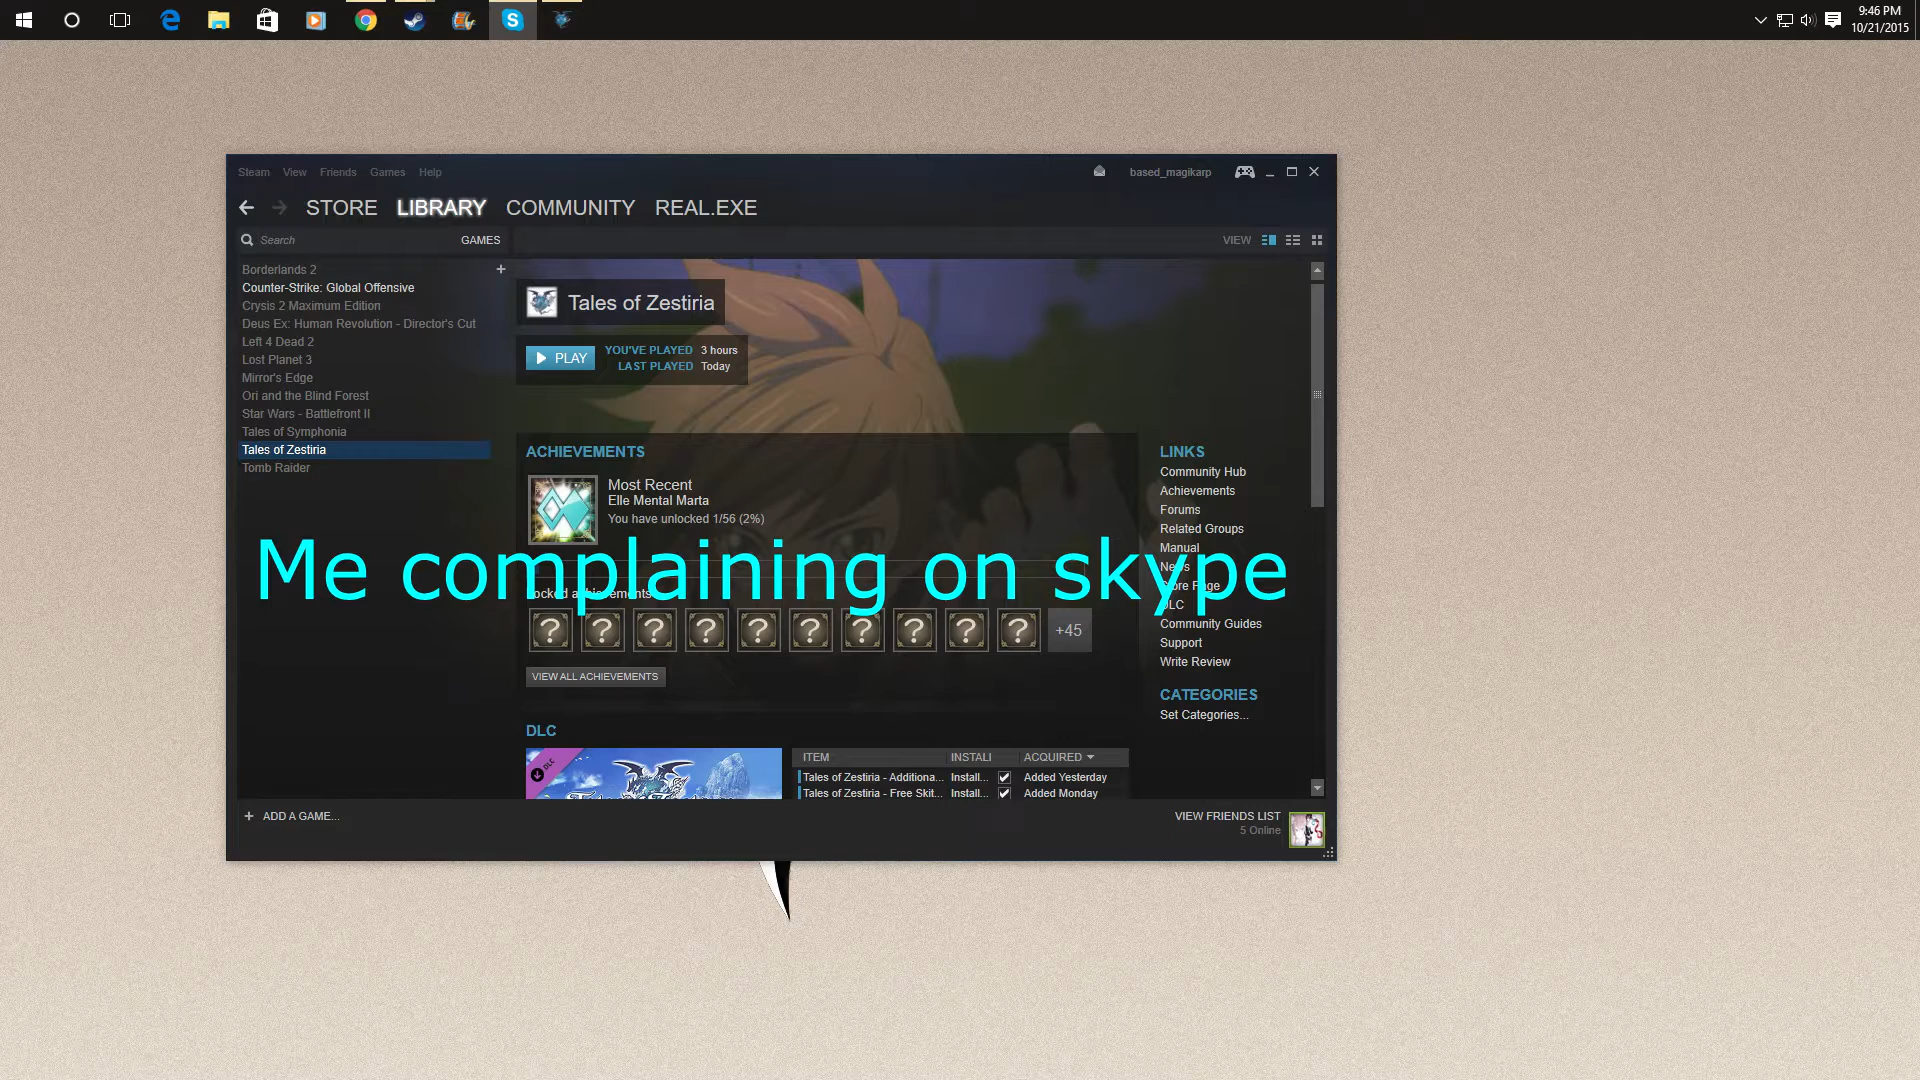 9:46 PM
10/21/2015
Steam View Friends Games Help
based_magikarp
STORE LIBRARY COMMUNITY REAL.EXE
Search
GAMES
VIEW
Borderlands 2
Counter-Strike: Global Offensive
Crysis 2 Maximum Edition
Deus Ex: Human Revolution - Director's Cut
Left 4 Dead 2
Lost Planet 3
Mirror's Edge
Ori and the Blind Forest
Star Wars - Battlefront II
Tales of Symphonia
Tales of Zestiria
Tomb Raider
Tales of Zestiria
PLAY
YOU'VE PLAYED 3 hours
LAST PLAYED Today
ACHIEVEMENTS
Most Recent
Elle Mental Marta
You have unlocked 1/56 (2%)
Me complaining on skype
+45
VIEW ALL ACHIEVEMENTS
LINKS
Community Hub
Achievements
Forums
Related Groups
Manual
DLC
Community Guides
Support
Write Review
CATEGORIES
Set Categories...
DLC
DLC
ITEM INSTALL ACQUIRED
Tales of Zestiria - Additiona... Install... Added Yesterday
Tales of Zestiria - Free Skit... Install... Added Monday
+ ADD A GAME...
VIEW FRIENDS LIST
5 Online